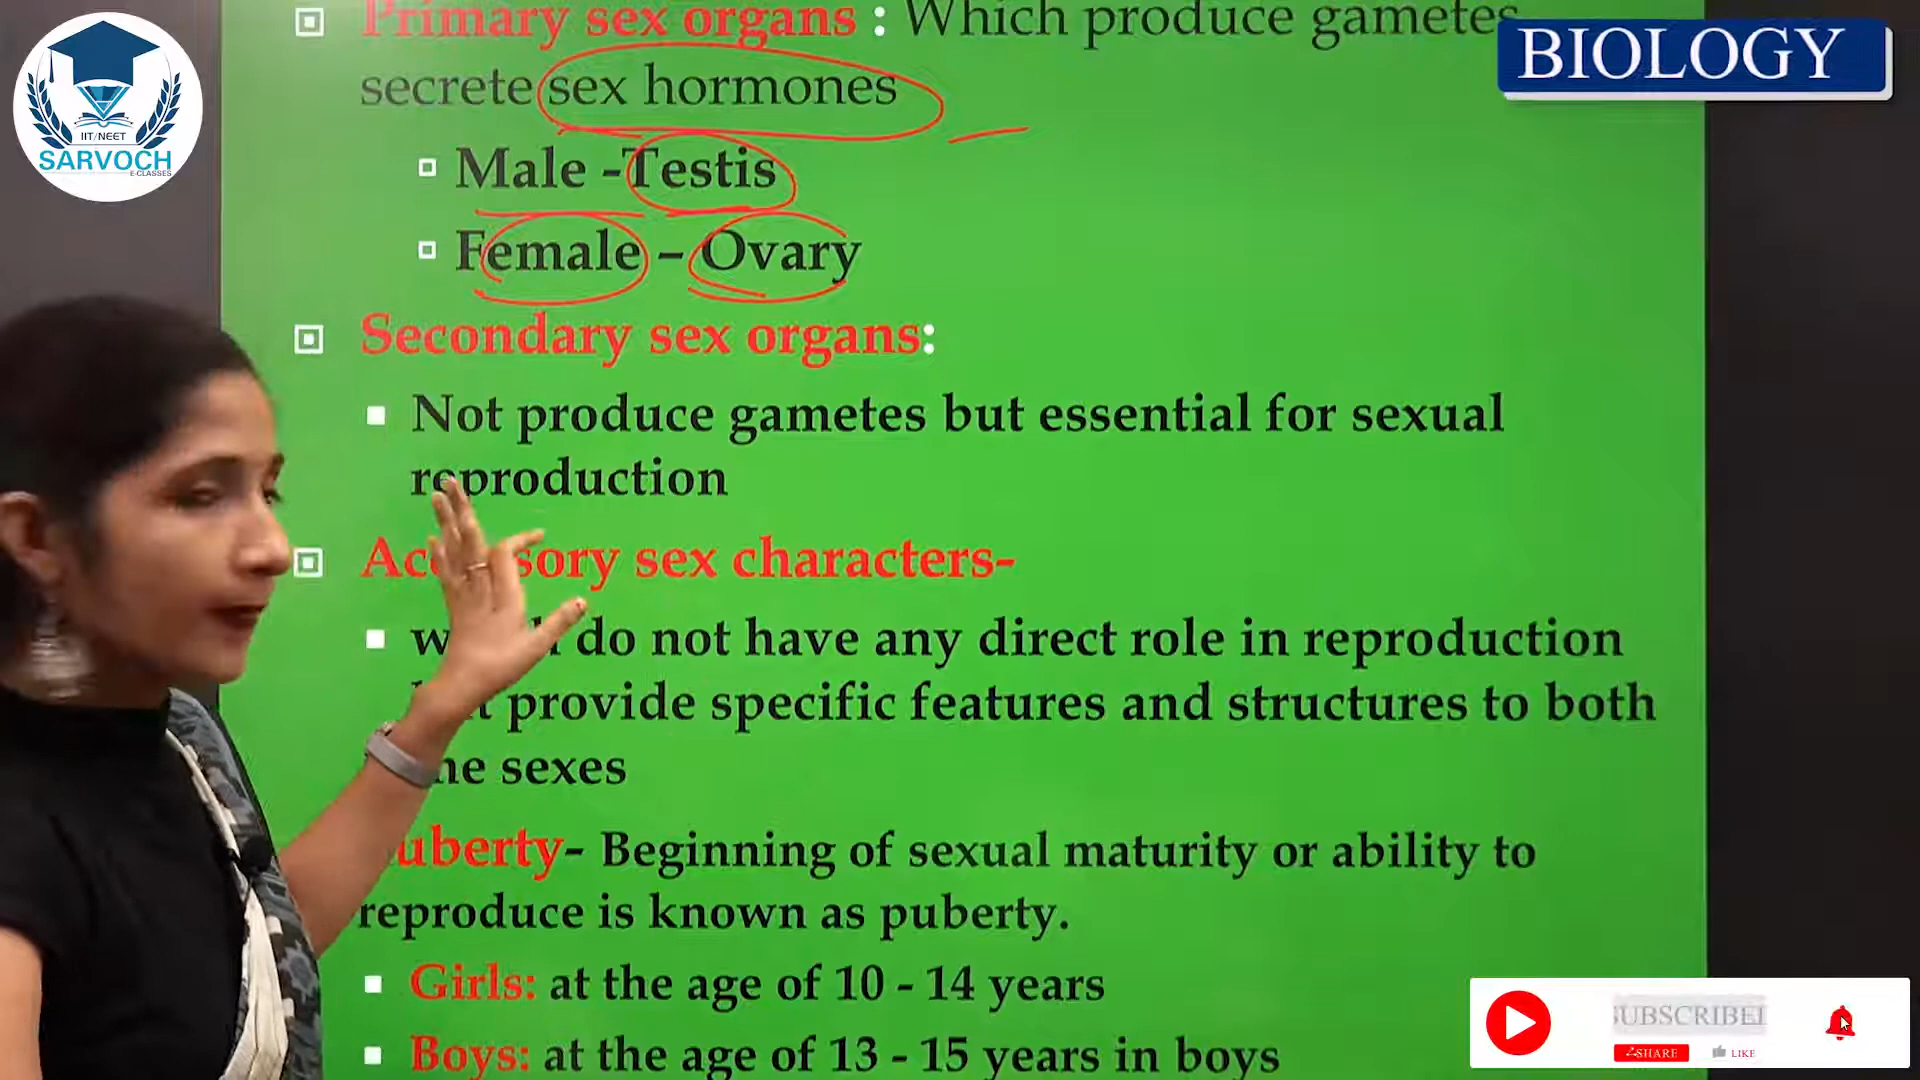 Primary sex organs : Which produce gametes
secrete sex hormones
Male -Testis
Female – Ovary
Secondary sex organs:
Not produce gametes but essential for sexual
reproduction
sex characters-
do not have any direct role in reproduction
provide specific features and structures to both
sexes
Beginning of sexual maturity or ability to
reproduce is known as puberty.
Girls: at the age of 10 - 14 years
Boys: at the age of 13 - 15 years in boys
BIOLOGY
IIT/NEET
SARVOCH
E-CLASSES
SHARE
LIKE